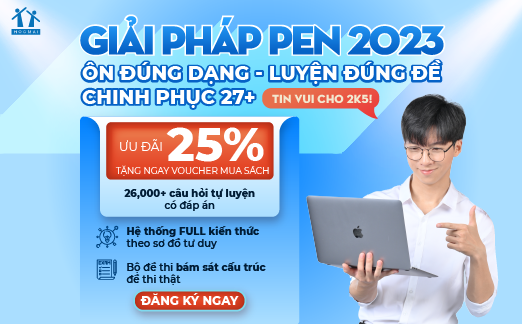 HOCMAI
GIẢI PHÁP PEN 2023
ÔN ĐÚNG DẠNG - LUYỆN ĐÚNG ĐỀ
CHINH PHỤC 27+
TIN VUI CHO 2K5!
ƯU ĐÃI 25%
TẶNG NGAY VOUCHER MUA SÁCH
26,000+ câu hỏi tự luyện
có đáp án
Hệ thống FULL kiến thức
theo sơ đồ tư duy
Bộ đề thi bám sát cấu trúc
đề thi thật
ĐĂNG KÝ NGAY